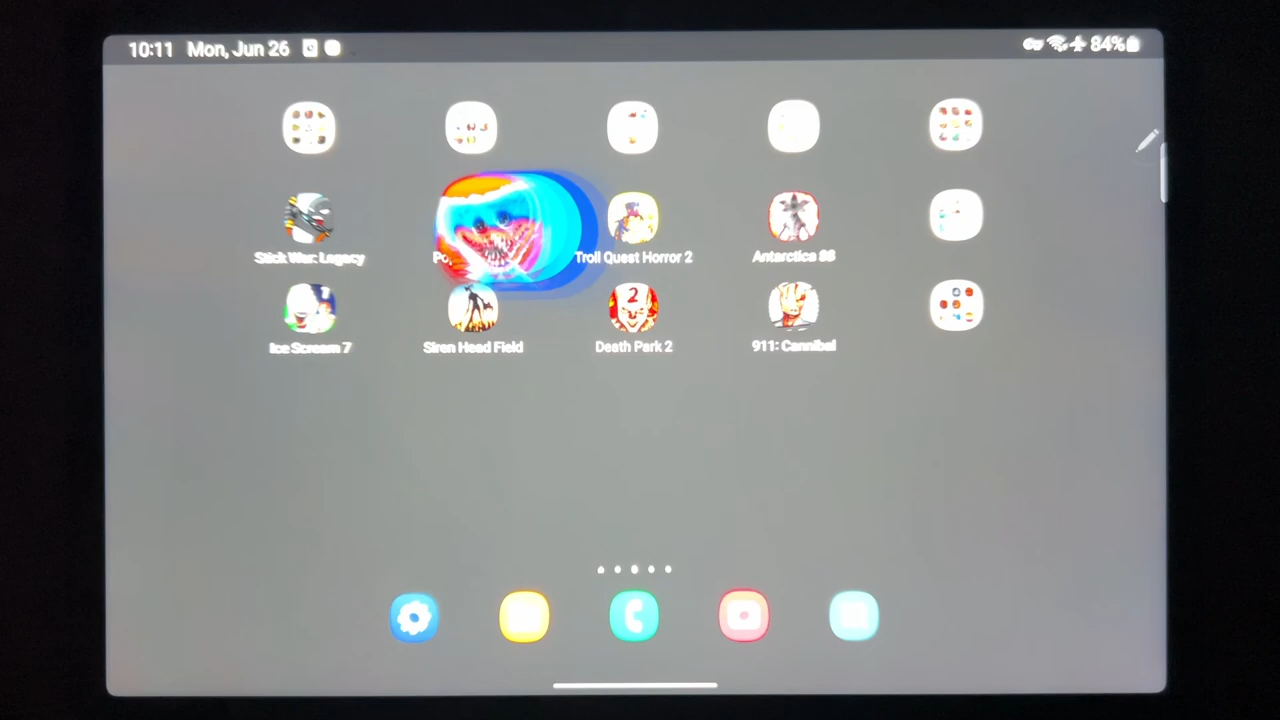 10:11 Mon, Jun 26
84%
Stick War: Legacy
Troll Quest Horror 2
Antarctica 88
Ice Scream 7
Siren Head Field
2
Death Park 2
911: Cannibal